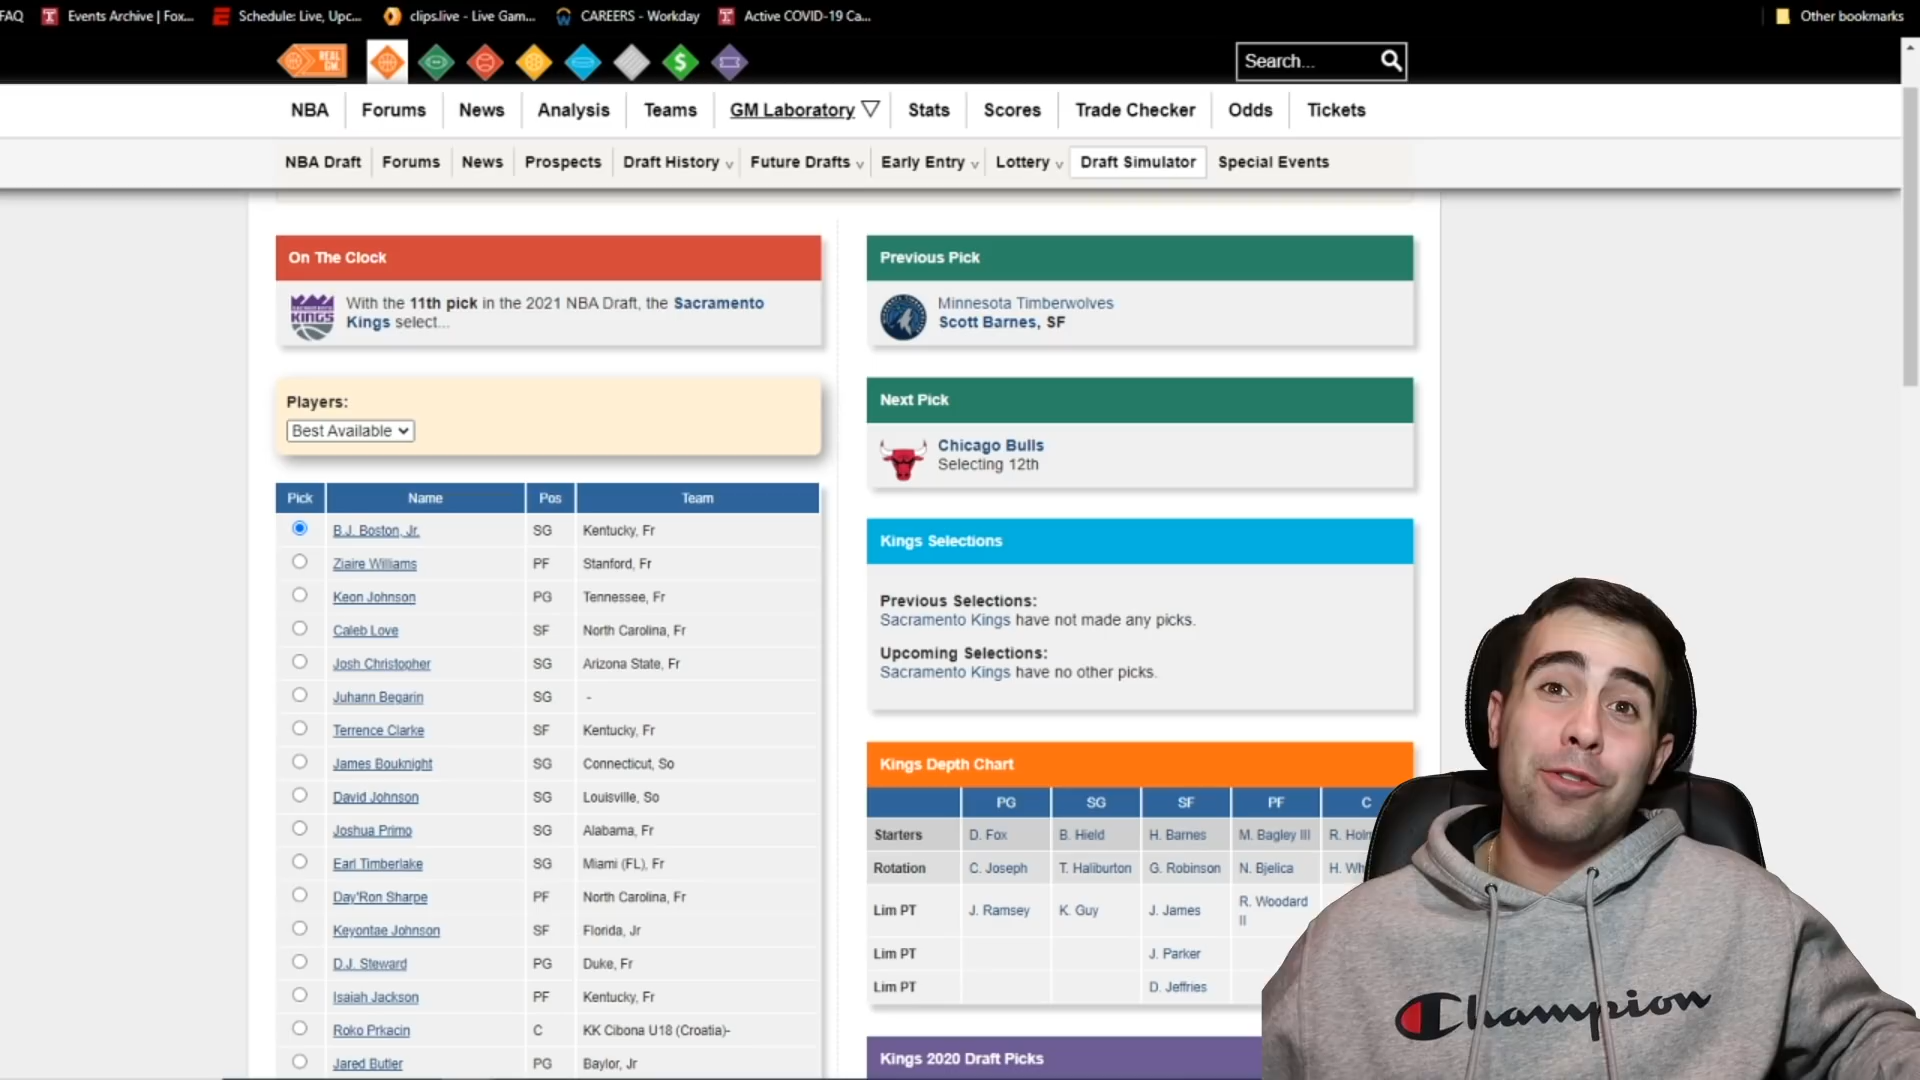 FAQ Events Archive | Fox... Schedule: Live, Upc... clips.live - Live Gam... CAREERS - Workday Active COVID-19 Ca... Other bookmarks
REAL GM. $ Search...
NBA Forums News Analysis Teams GM Laboratory Stats Scores Trade Checker Odds Tickets
NBA Draft Forums News Prospects Draft History Future Drafts Early Entry Lottery Draft Simulator Special Events
On The Clock
KINGS
With the 11th pick in the 2021 NBA Draft, the Sacramento
Kings select...
Previous Pick
Minnesota Timberwolves
Scott Barnes, SF
Players:
Best Available
Next Pick
Chicago Bulls
Selecting 12th
Pick Name Pos Team
B.J. Boston, Jr. SG Kentucky, Fr
Ziaire Williams PF Stanford, Fr
Keon Johnson PG Tennessee, Fr
Caleb Love SF North Carolina, Fr
Josh Christopher SG Arizona State, Fr
Juhann Begarin SG -
Terrence Clarke SF Kentucky, Fr
James Bouknight SG Connecticut, So
David Johnson SG Louisville, So
Joshua Primo SG Alabama, Fr
Earl Timberlake SG Miami (FL), Fr
Day'Ron Sharpe PF North Carolina, Fr
Keyontae Johnson SF Florida, Jr
D.J. Steward PG Duke, Fr
Isaiah Jackson PF Kentucky, Fr
Roko Prkacin C KK Cibona U18 (Croatia)-
Jared Butler PG Baylor, Jr
Kings Selections
Previous Selections:
Sacramento Kings have not made any picks.
Upcoming Selections:
Sacramento Kings have no other picks.
Kings Depth Chart
PG SG SF PF C
Starters D. Fox B. Hield H. Barnes M. Bagley III R. Holm
Rotation C. Joseph T. Haliburton G. Robinson N. Bjelica H. Wh
Lim PT J. Ramsey K. Guy J. James R. Woodard
II
Lim PT J. Parker
Lim PT D. Jeffries
Kings 2020 Draft Picks
Champion